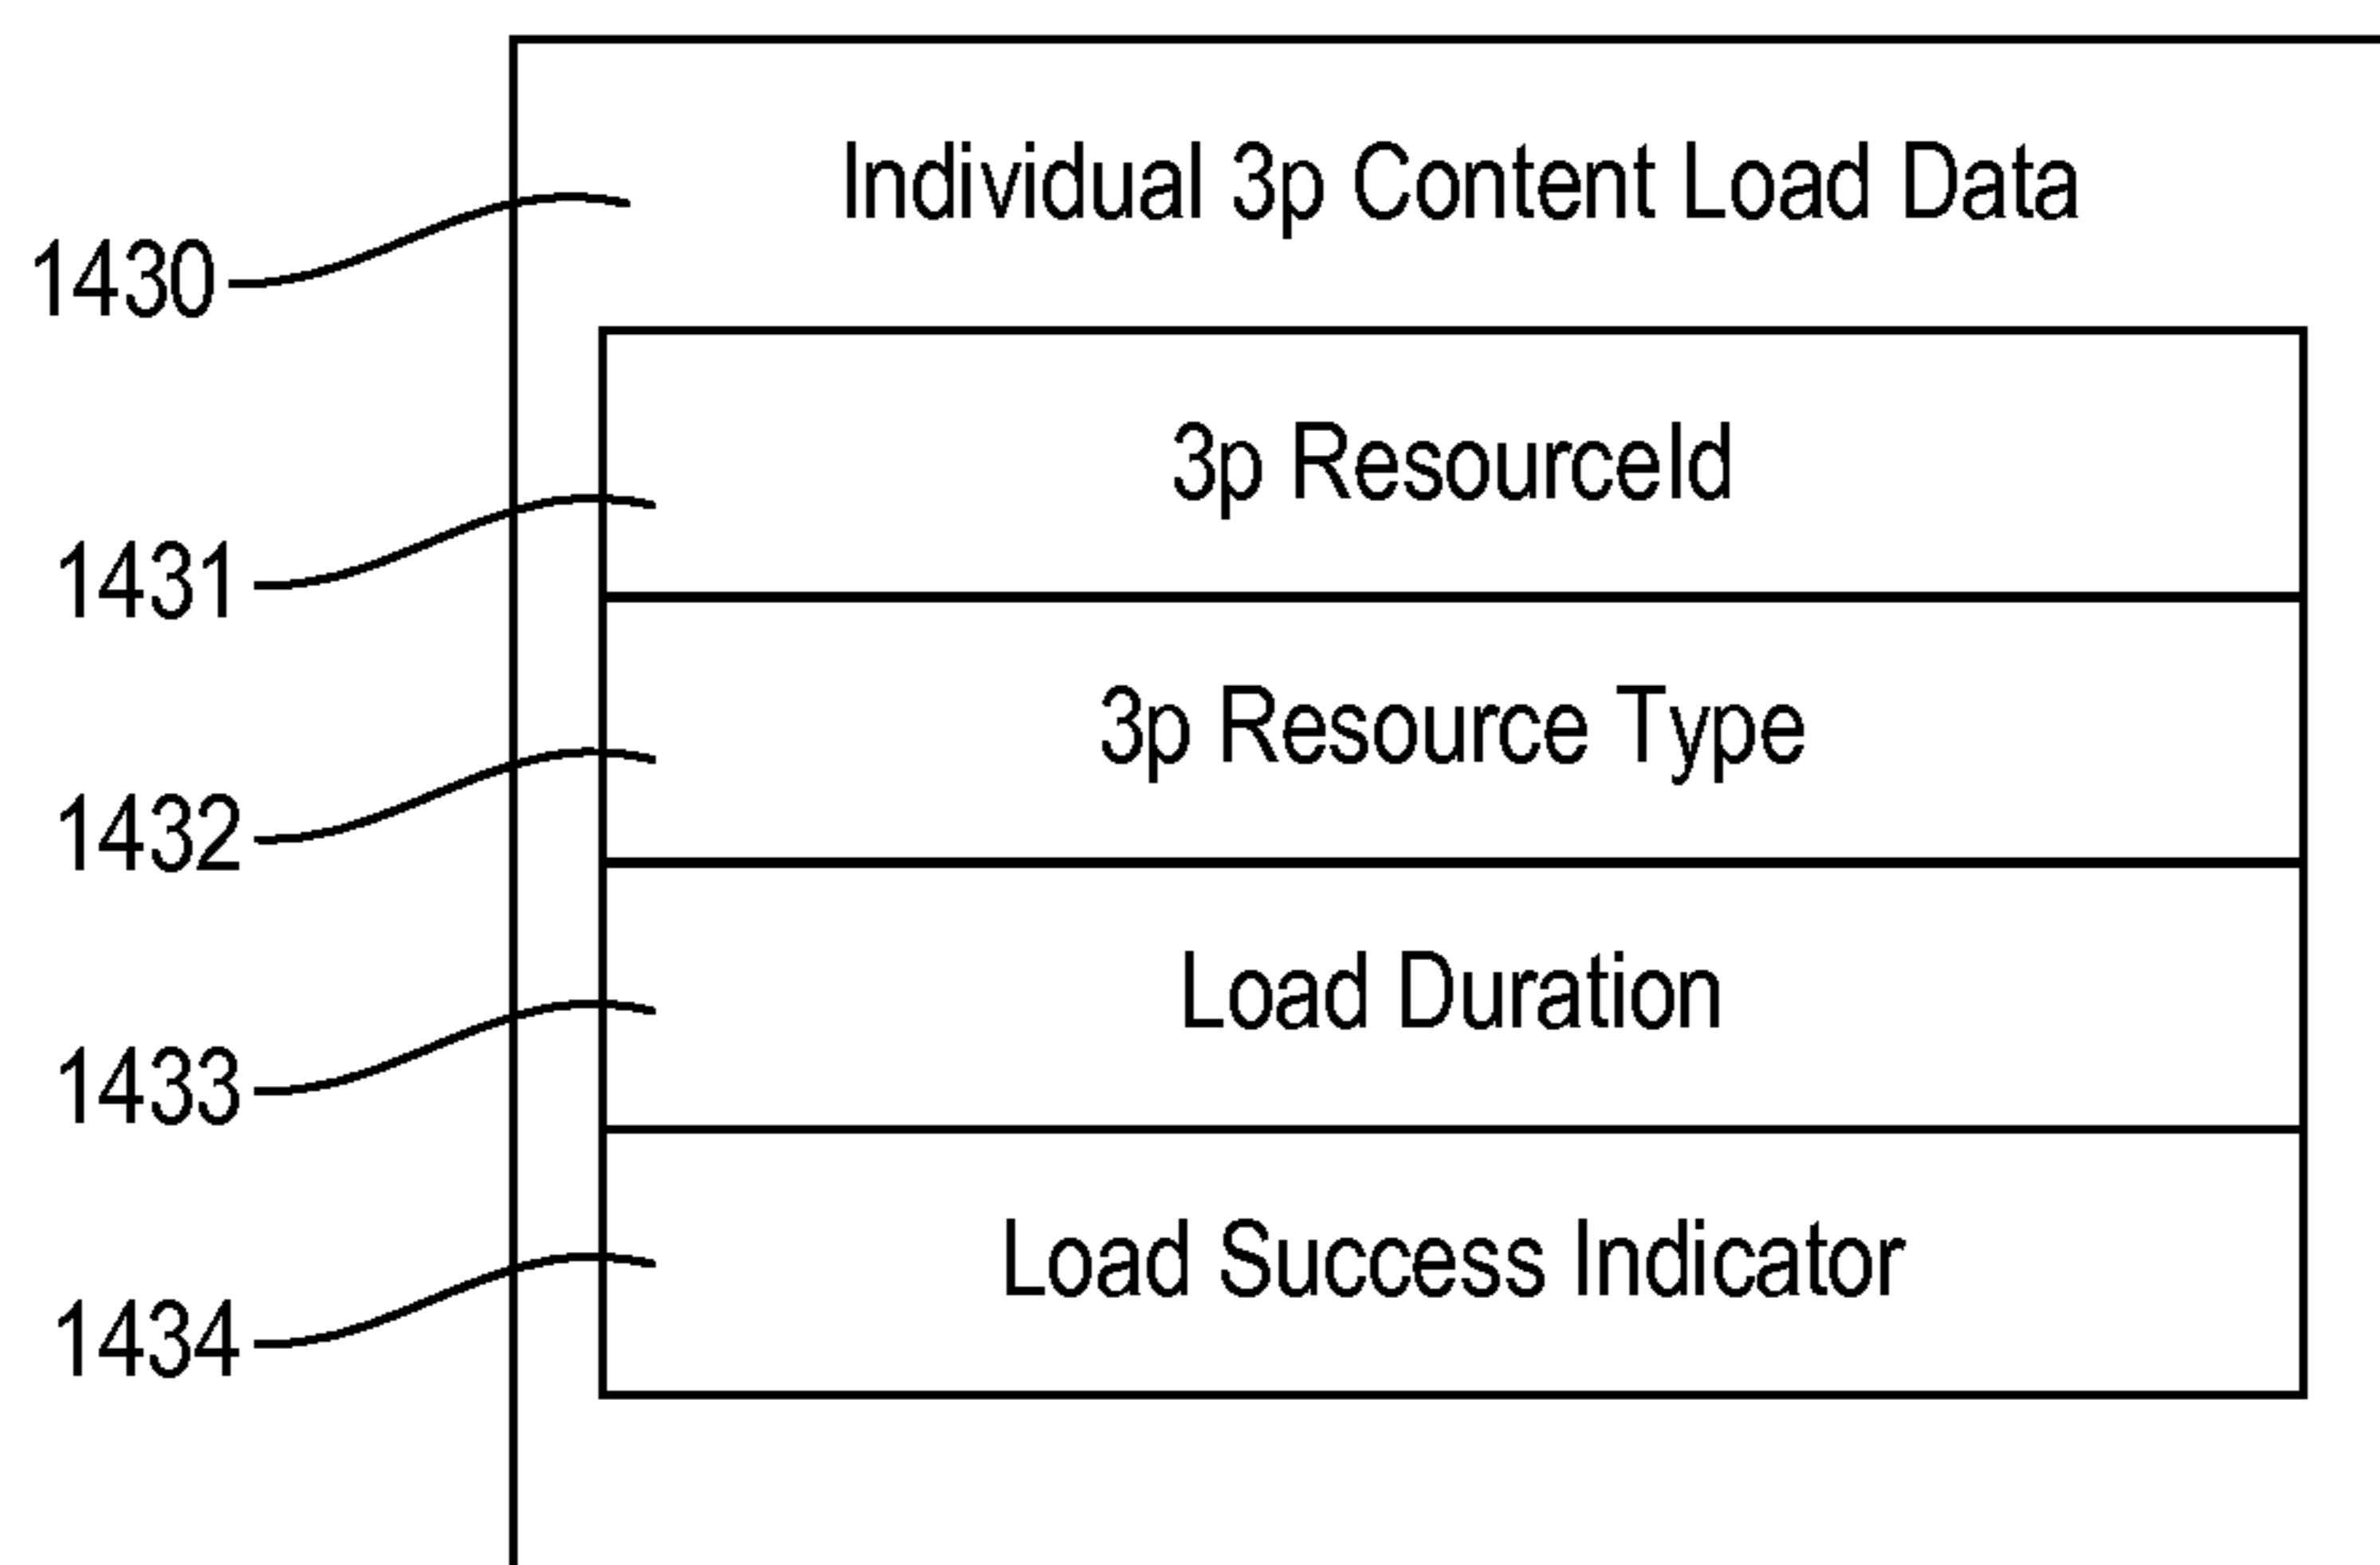 Individual 3p Content Load Data
1430
3p ResourceId
1431
3p Resource Type
1432
Load Duration
1433
Load Success Indicator
1434